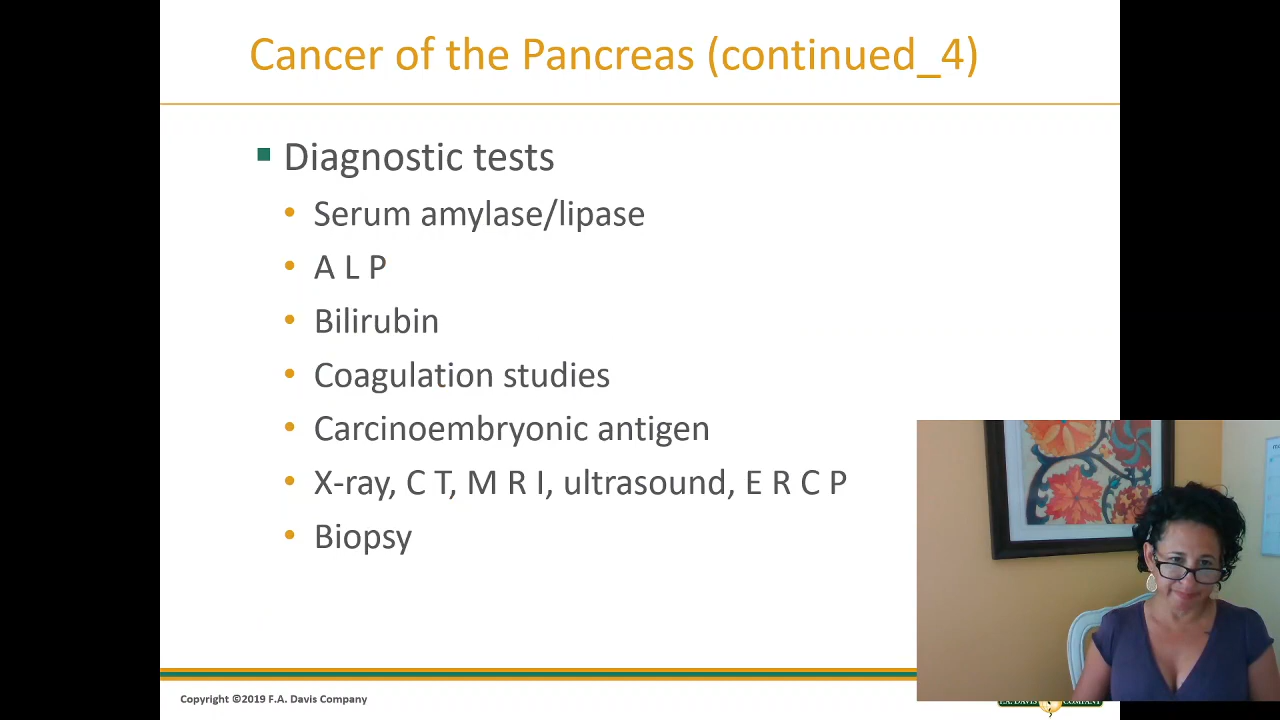 Cancer of the Pancreas (continued_4)
Diagnostic tests
Serum amylase/lipase
A L P
Bilirubin
Coagulation studies
Carcinoembryonic antigen
X-ray, C T, M R I, ultrasound, E R C P
Biopsy
Copyright ©2019 F.A. Davis Company